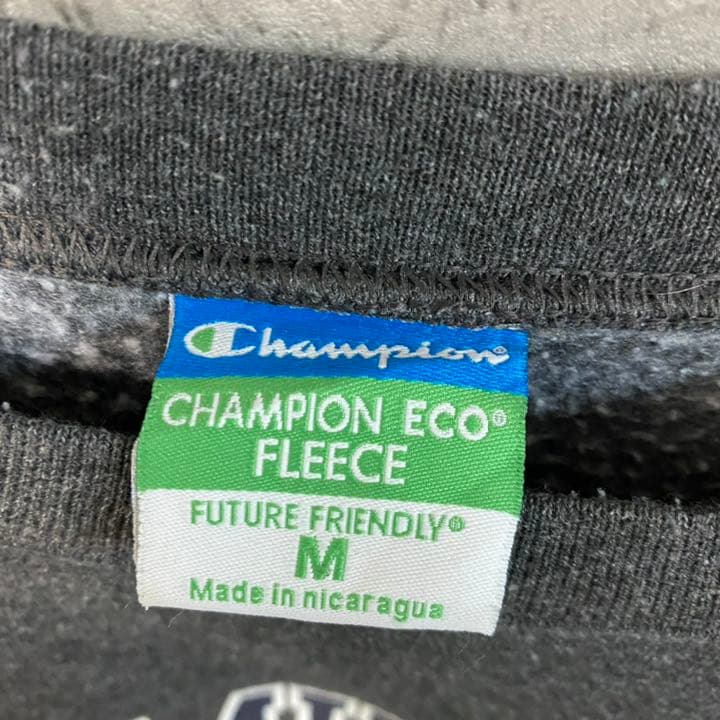 Champion
CHAMPION ECO®
FLEECE
FUTURE FRIENDLY®
M
Made in nicaragua